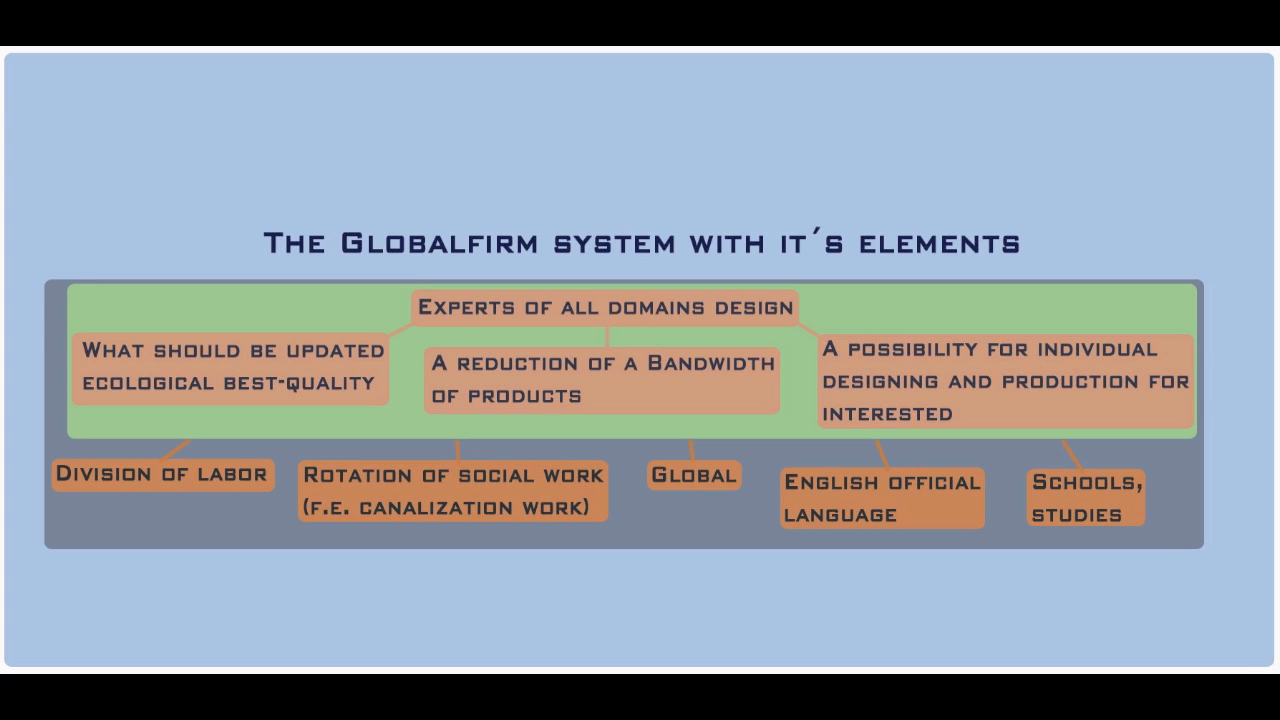 The Globalfirm system with it´s elements
Experts of all domains design
What should be updated
ecological best-quality
A reduction of a Bandwidth
of products
A possibility for individual
designing and production for
interested
Division of labor
Rotation of social work
(f.e. canalization work)
Global
English official
language
Schools,
studies